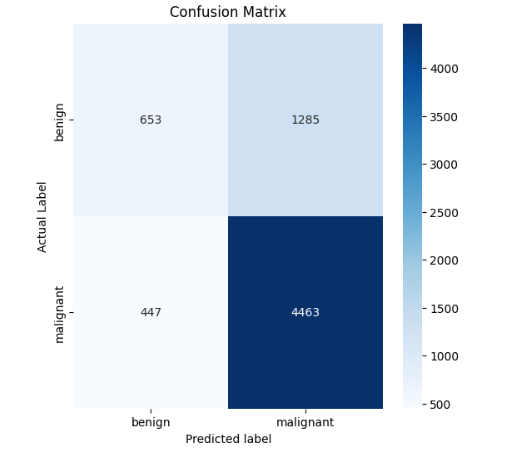 Confusion Matrix
benign
653
1285
malignant
447
4463
Actual Label
benign
malignant
Predicted label
4000
3500
3000
2500
2000
1500
1000
500